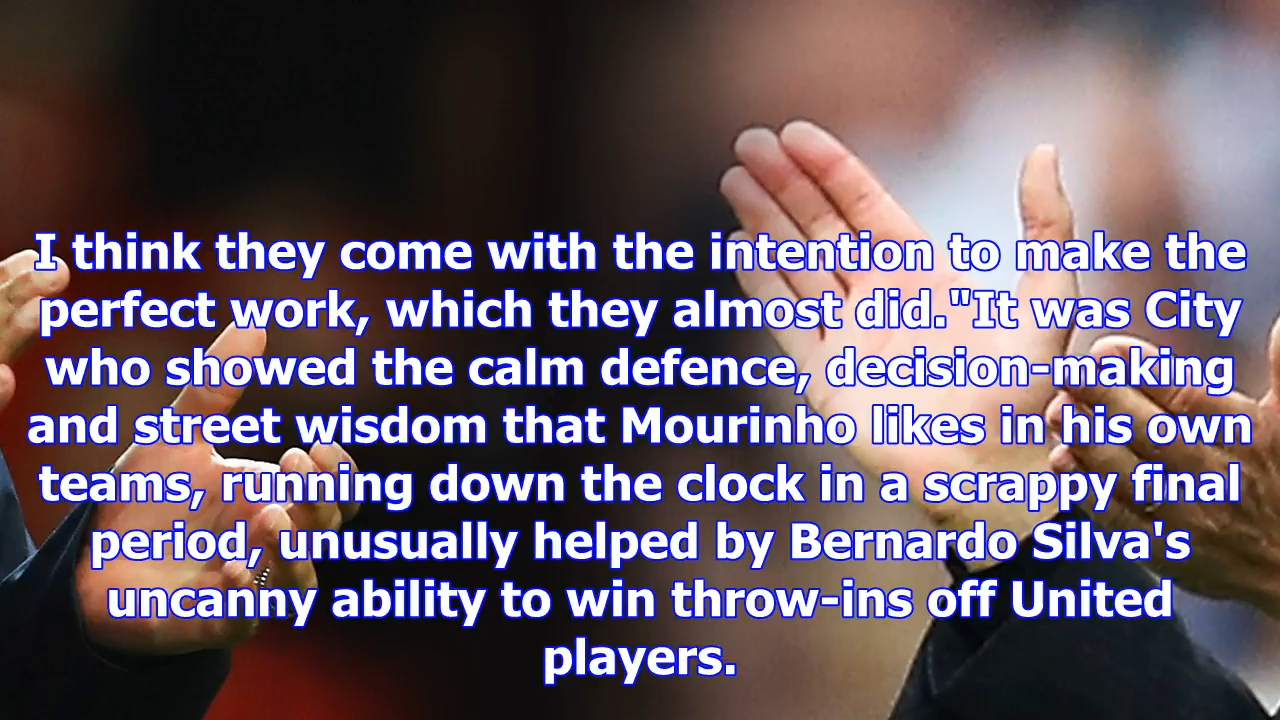 I think they come with the intention to make the
perfect work, which they almost did."It was City
who showed the calm defence, decision-making
and street wisdom that Mourinho likes in his own
teams, running down the clock in a scrappy final
period, unusually helped by Bernardo Silva's
uncanny ability to win throw-ins off United
players.